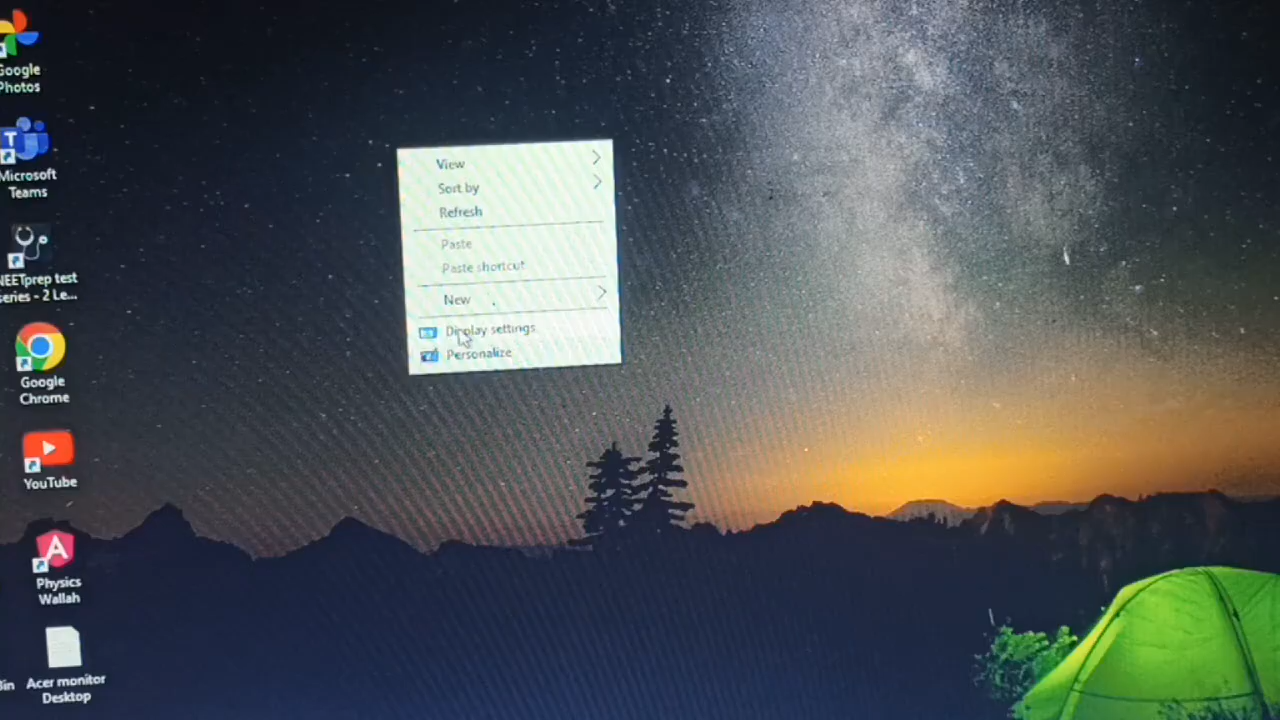 Google
Photos
Microsoft
Teams
NEETprep test
series - 2 Le...
Google
Chrome
YouTube
Physics
Wallah
Acer monitor
Desktop
View
Sort by
Refresh
Paste
Paste shortcut
New
Display settings
Personalize